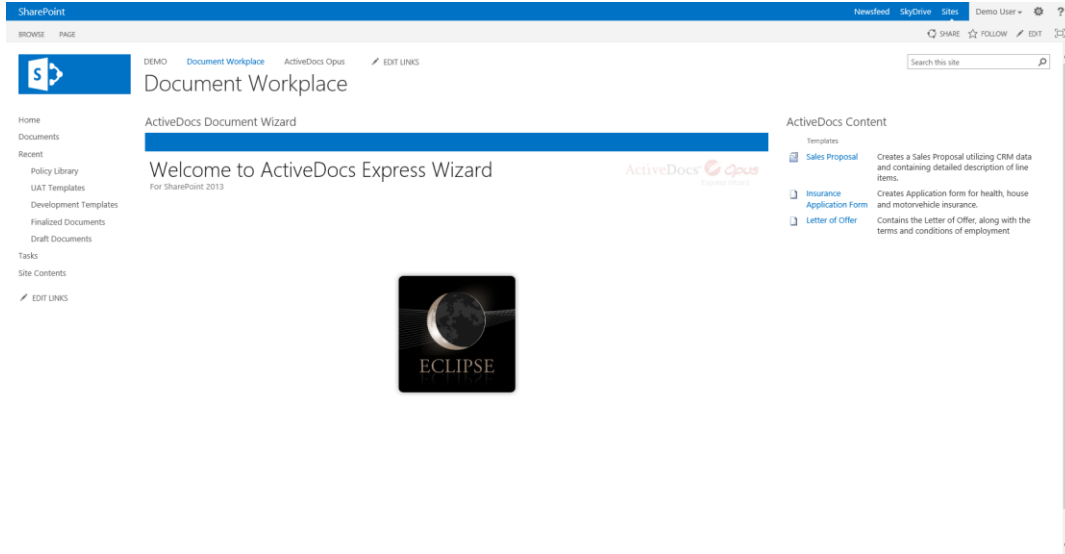 SharePoint
Newsfeed SkyDrive Sites Demo User ?
BROWSE PAGE
SHARE FOLLOW EDIT
S
DEMO Document Workplace ActiveDocs Opus EDIT LINKS
Document Workplace
Search this site
Home
Documents
Recent
Policy Library
UAT Templates
Development Templates
Finalized Documents
Draft Documents
Tasks
Site Contents
EDIT LINKS
ActiveDocs Document Wizard
Welcome to ActiveDocs Express Wizard
For SharePoint 2013
ActiveDocs Opus
Express Wizard
ECLIPSE
ActiveDocs Content
Templates
Sales Proposal
Creates a Sales Proposal utilizing CRM data
and containing detailed description of line
items.
Insurance
Application Form
Creates Application form for health, house
and motorvehicle insurance.
Letter of Offer
Contains the Letter of Offer, along with the
terms and conditions of employment